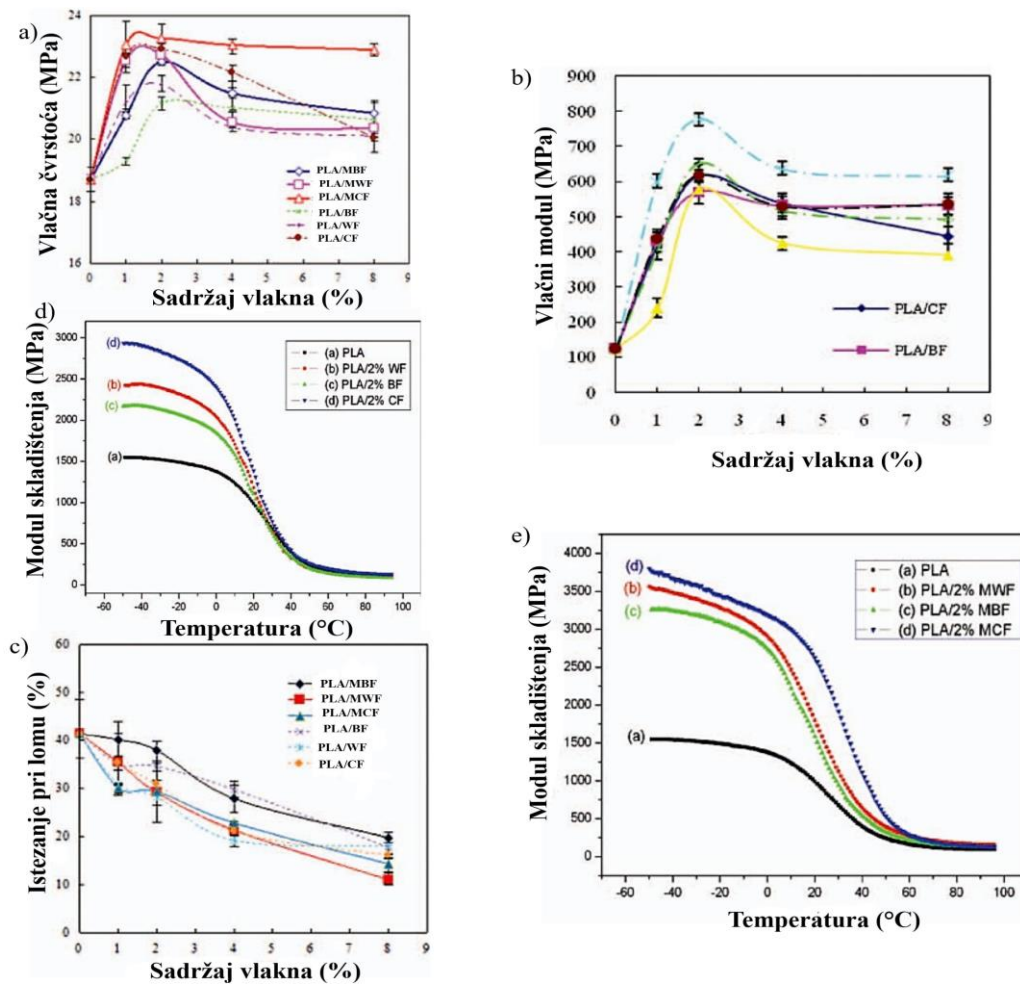 a)
Vlačna čvrstoća (MPa)
24
22
20
18
16
PLA/MBF
PLA/MWF
PLA/MCF
PLA/BF
PLA/WF
PLA/CF
0 1 2 3 4 5 6 7 8 9
Sadržaj vlakna (%)
b)
Vlačni modul (MPa)
900
800
700
600
500
400
300
200
100
0
PLA/CF
PLA/BF
0 1 2 3 4 5 6 7 8 9
Sadržaj vlakna (%)
d)
Modul skladištenja (MPa)
3000
2500
2000
1500
1000
500
0
(d)
(b)
(c)
(a)
(a) PLA
(b) PLA/2% WF
(c) PLA/2% BF
(d) PLA/2% CF
-60 -40 -20 0 20 40 60 80 100
Temperatura (°C)
c)
Istezanje pri lomu (%)
60
50
40
30
20
10
0
PLA/MBF
PLA/MWF
PLA/MCF
PLA/BF
PLA/WF
PLA/CF
0 1 2 3 4 5 6 7 8 9
Sadržaj vlakna (%)
e)
Modul skladištenja (MPa)
4000
3500
3000
2500
2000
1500
1000
500
0
(d)
(b)
(c)
(a)
(a) PLA
(b) PLA/2% MWF
(c) PLA/2% MBF
(d) PLA/2% MCF
-60 -40 -20 0 20 40 60 80 100
Temperatura (°C)